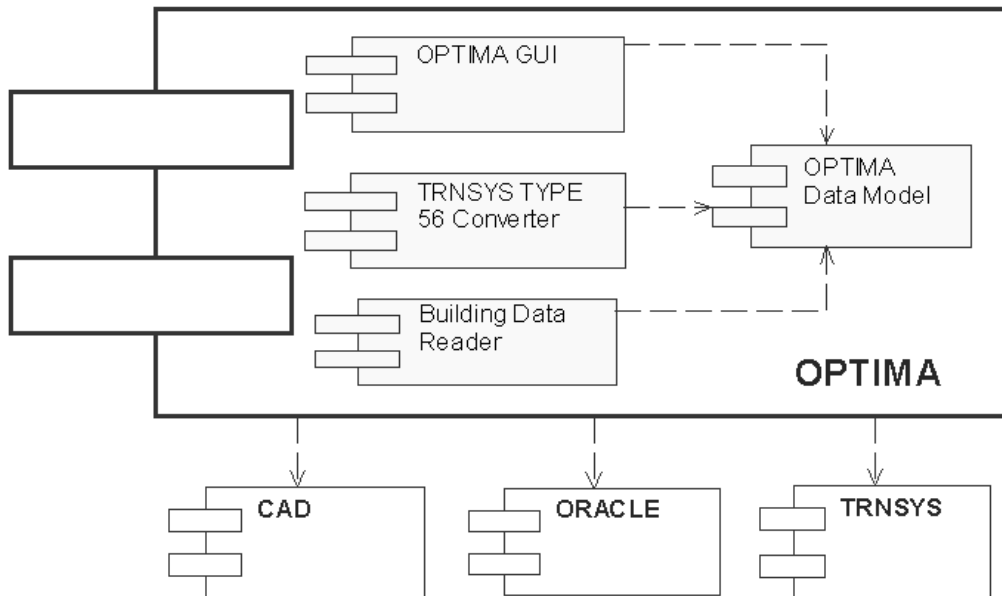 OPTIMA GUI
TRNSYS TYPE
56 Converter
OPTIMA
Data Model
Building Data
Reader
OPTIMA
CAD
ORACLE
TRNSYS